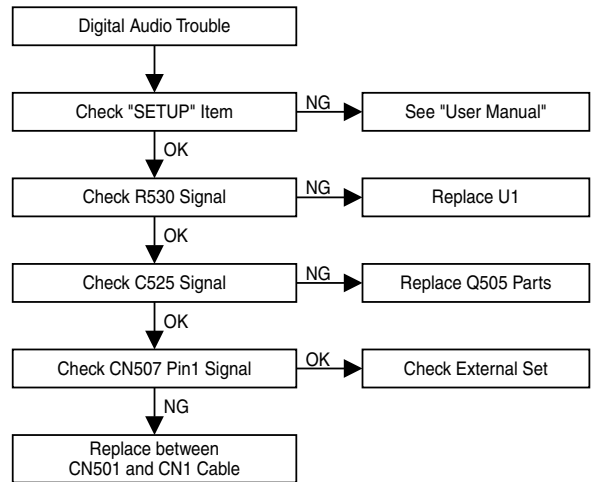 Digital Audio Trouble
Check "SETUP" Item
NG
See "User Manual"
OK
Check R530 Signal
NG
Replace U1
OK
Check C525 Signal
NG
Replace Q505 Parts
OK
Check CN507 Pin1 Signal
OK
Check External Set
NG
Replace between
CN501 and CN1 Cable